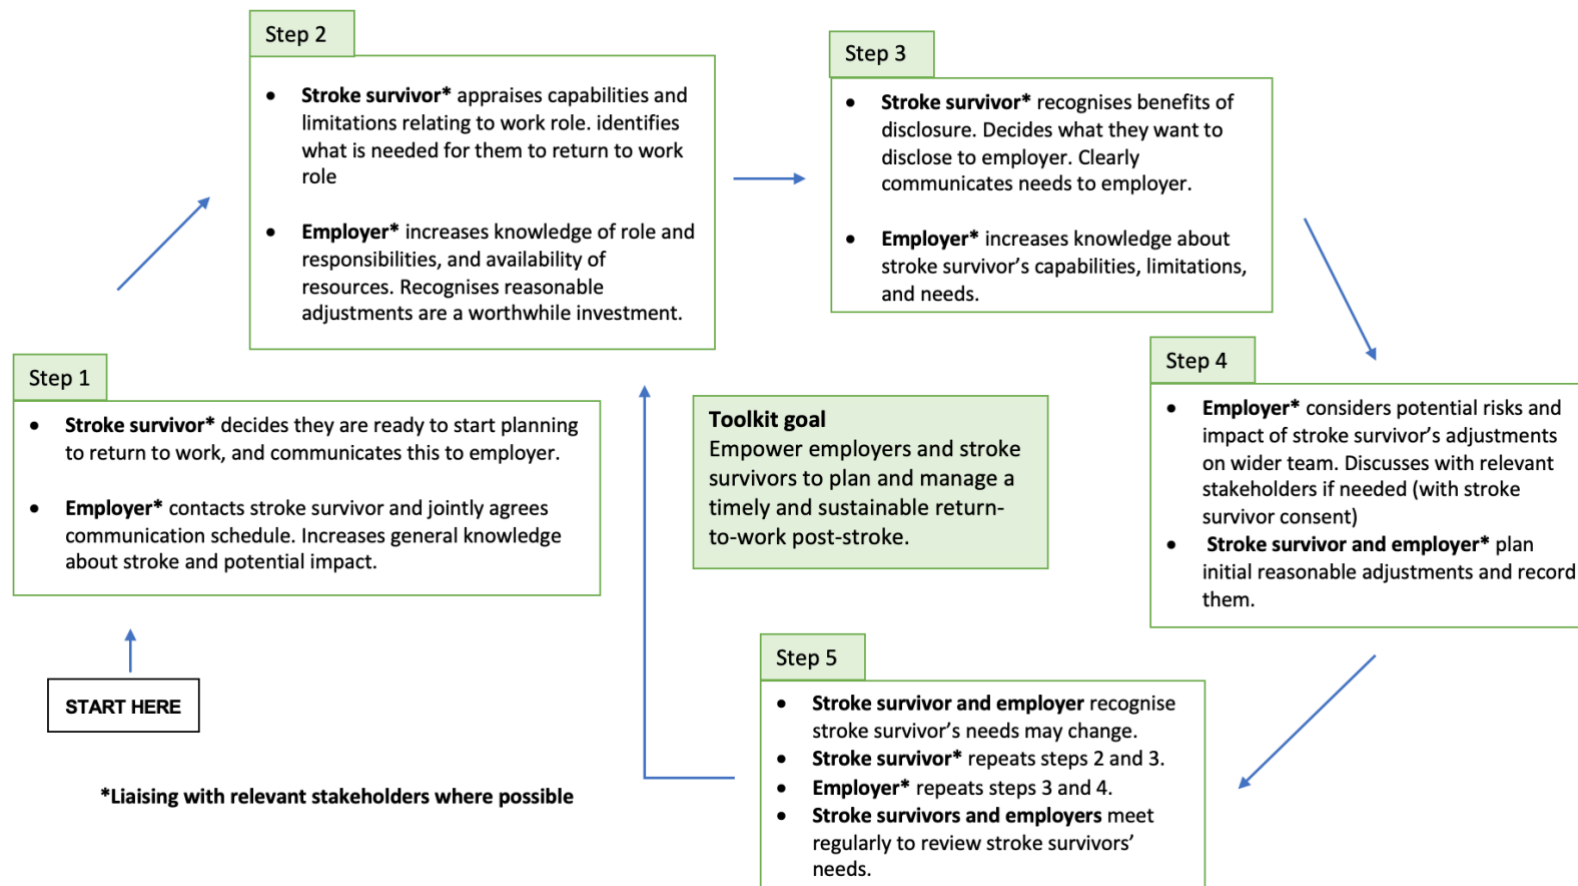 START HERE
Step 1
• Stroke survivor* decides they are ready to start planning
to return to work, and communicates this to employer.
• Employer* contacts stroke survivor and jointly agrees
communication schedule. Increases general knowledge
about stroke and potential impact.
Step 2
• Stroke survivor* appraises capabilities and
limitations relating to work role. identifies
what is needed for them to return to work
role
• Employer* increases knowledge of role and
responsibilities, and availability of
resources. Recognises reasonable
adjustments are a worthwhile investment.
Step 3
• Stroke survivor* recognises benefits of
disclosure. Decides what they want to
disclose to employer. Clearly
communicates needs to employer.
• Employer* increases knowledge about
stroke survivor’s capabilities, limitations,
and needs.
Step 4
• Employer* considers potential risks and
impact of stroke survivor’s adjustments
on wider team. Discusses with relevant
stakeholders if needed (with stroke
survivor consent)
• Stroke survivor and employer* plan
initial reasonable adjustments and record
them.
Step 5
• Stroke survivor and employer recognise
stroke survivor’s needs may change.
• Stroke survivor* repeats steps 2 and 3.
• Employer* repeats steps 3 and 4.
• Stroke survivors and employers meet
regularly to review stroke survivors’
needs.
Toolkit goal
Empower employers and stroke
survivors to plan and manage a
timely and sustainable return-
to-work post-stroke.
*Liaising with relevant stakeholders where possible